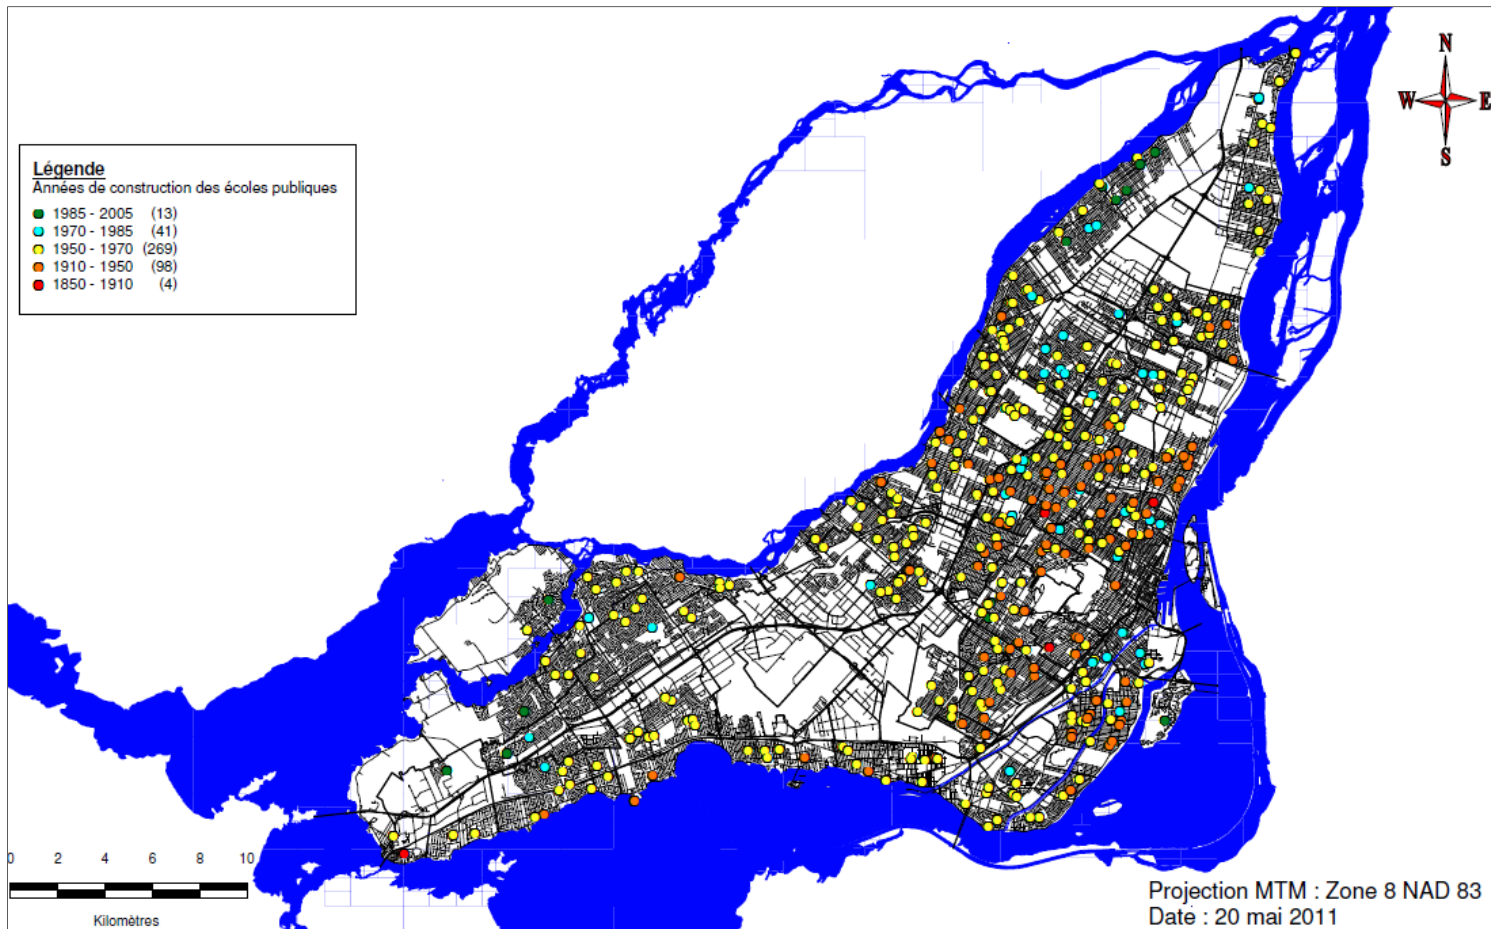 N
W E
S
Légende
Années de construction des écoles publiques
1985 - 2005 (13)
1970 - 1985 (41)
1950 - 1970 (269)
1910 - 1950 (98)
1850 - 1910 (4)
0 2 4 6 8 10
Kilomètres
Projection MTM : Zone 8 NAD 83
Date : 20 mai 2011